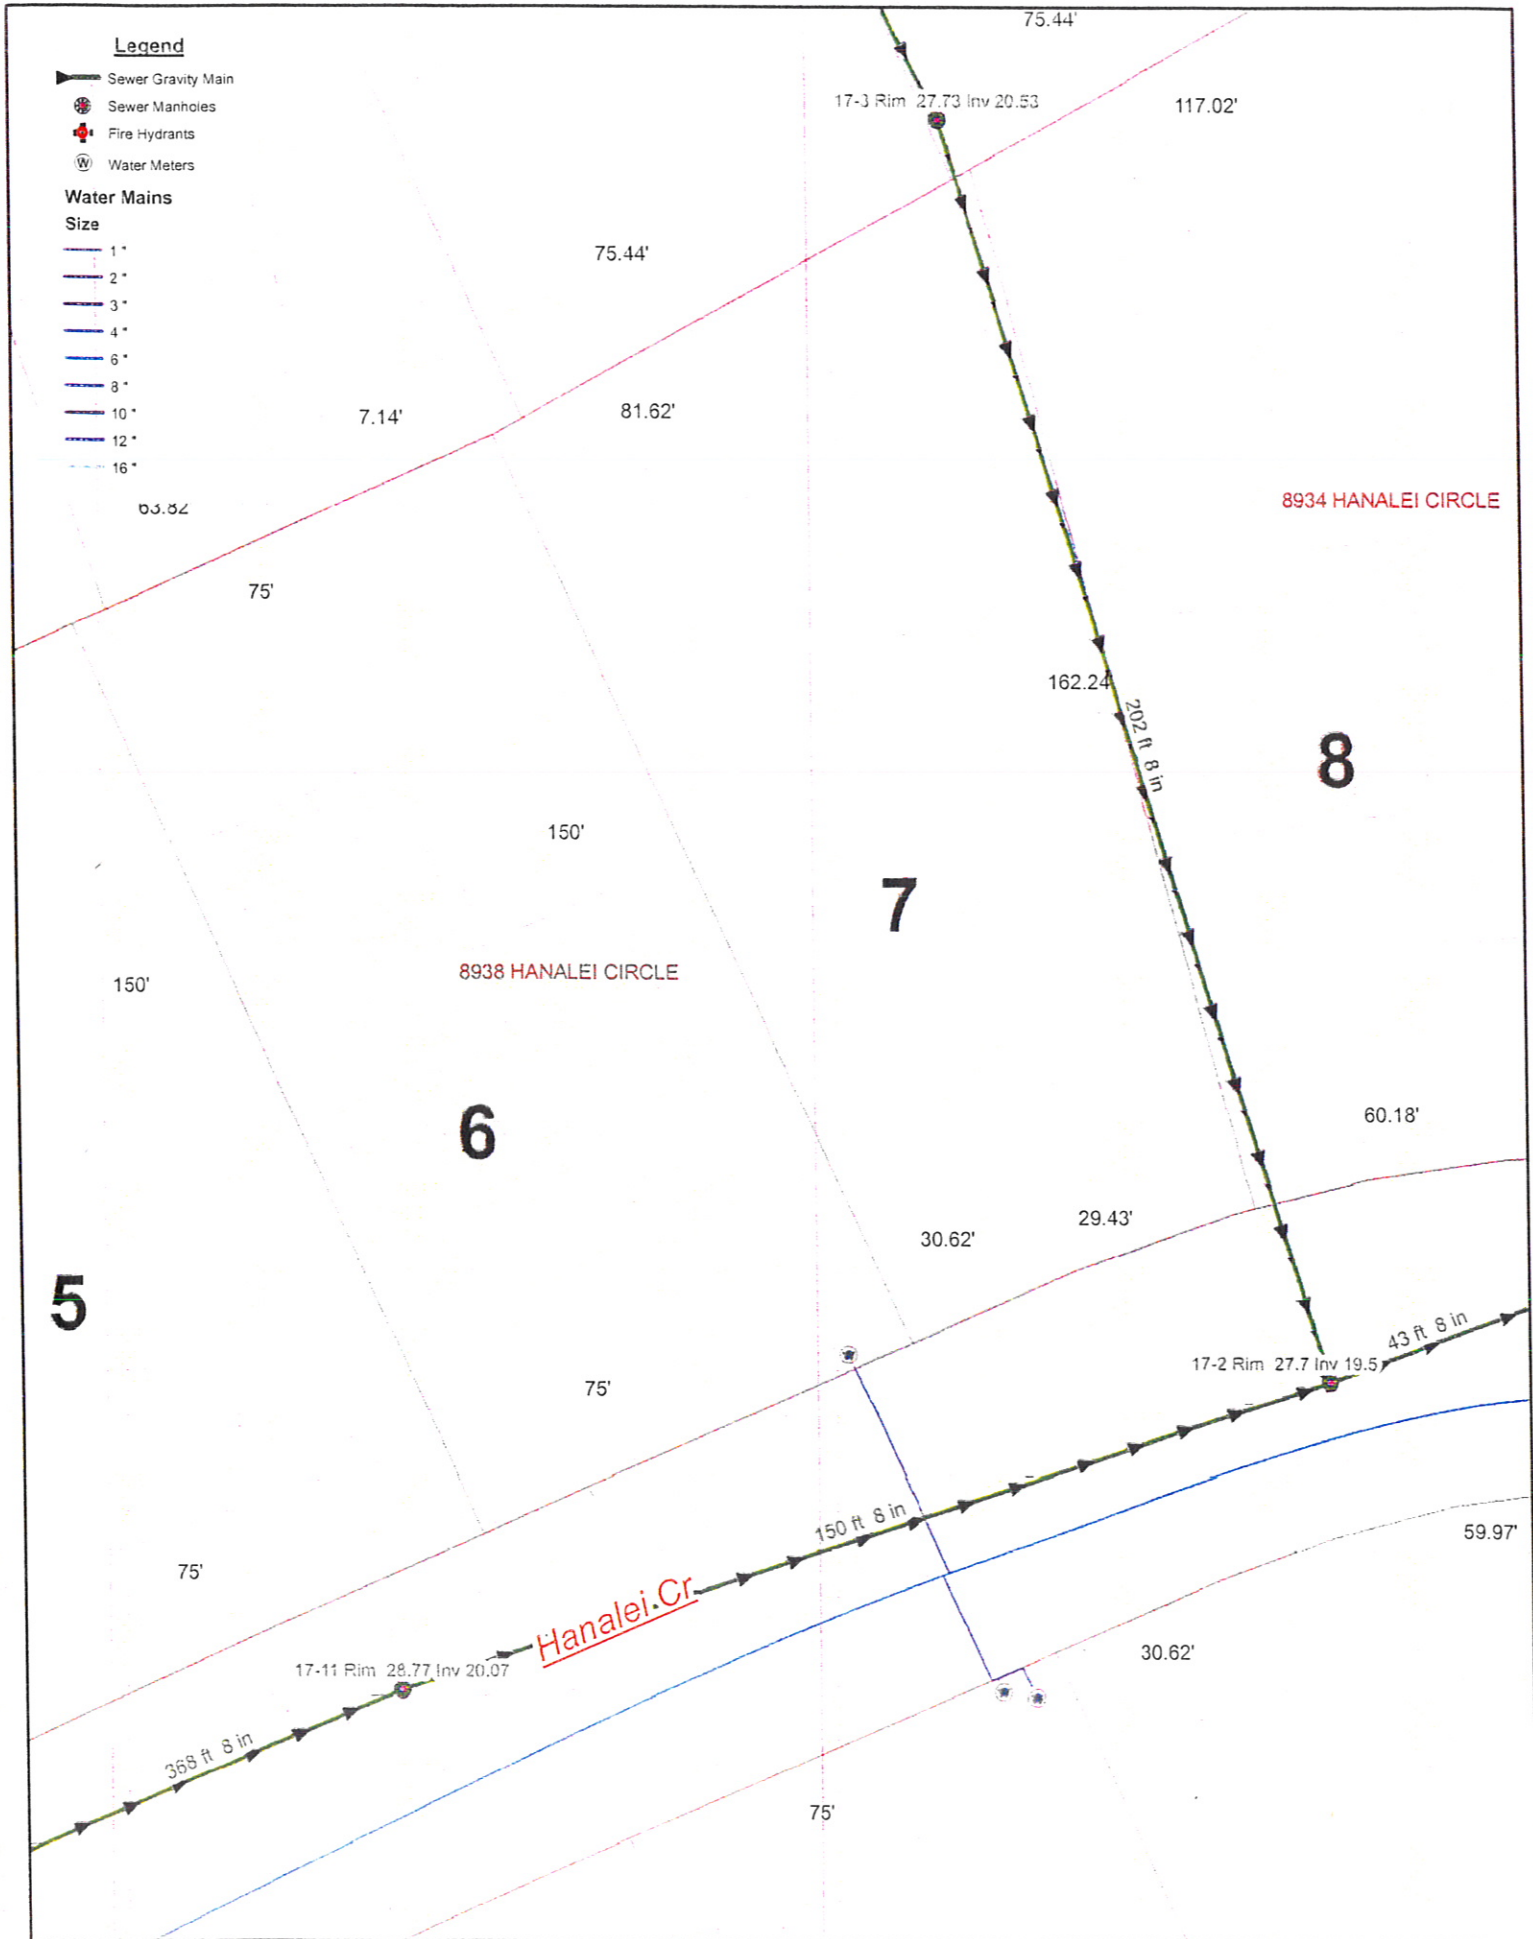 Legend
Sewer Gravity Main
Sewer Manholes
Fire Hydrants
W Water Meters
Water Mains
Size
1 "
2 "
3 "
4 "
6 "
8 "
10 "
12 "
16 "
75.44'
17-3 Rim 27.73 Inv 20.53
117.02'
75.44'
7.14'
81.62'
63.82
8934 HANALEI CIRCLE
75'
162.24'
202 ft 8 in
8
150'
7
8938 HANALEI CIRCLE
150'
6
60.18'
29.43'
30.62'
5
43 ft 8 in
17-2 Rim 27.7 Inv 19.5
75'
150 ft 8 in
59.97'
75'
Hanalei Cr
30.62'
17-11 Rim 28.77 Inv 20.07
368 ft 8 in
75'